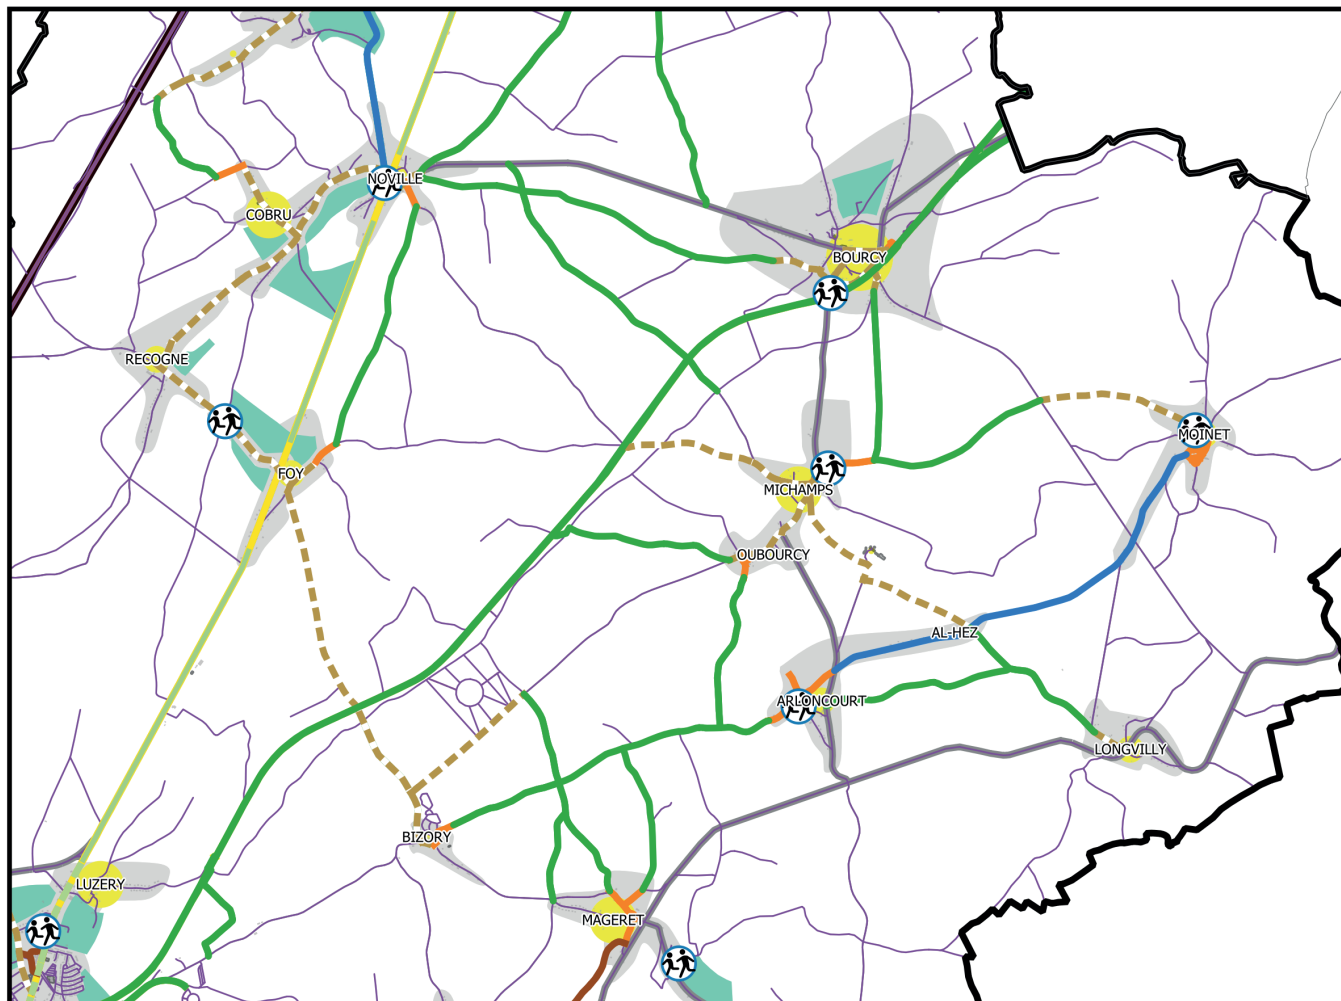 NOVILLE
COBRU
BOURCY
RECOGNE
MOINET
FOY
MICHAMPS
OUBOURCY
AL-HEZ
ARLONCOURT
LONGVILLY
BIZORY
LUZERY
MAGERET